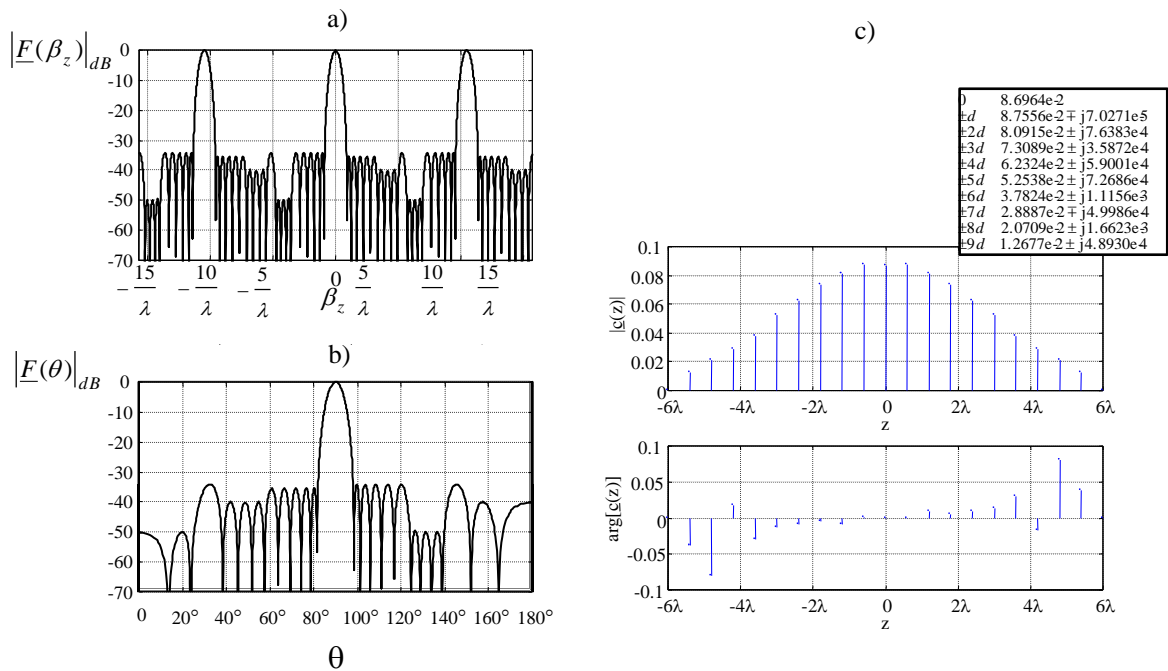 a)
|F(β_z)|_dB
0
-10
-20
-30
-40
-50
-60
-70
-15/λ -10/λ -5/λ 0 5/λ 10/λ 15/λ
β_z
b)
|F(θ)|_dB
0
-10
-20
-30
-40
-50
-60
-70
0 20° 40° 60° 80° 100° 120° 140° 160° 180°
θ
c)
0 8.6964e-2
±d 8.7556e-2 ∓ j7.0271e5
±2d 8.0915e-2 ± j7.6383e4
±3d 7.3089e-2 ± j3.5872e4
±4d 6.2324e-2 ± j5.9001e4
±5d 5.2538e-2 ± j7.2686e4
±6d 3.7824e-2 ± j1.1156e-3
±7d 2.8887e-2 ∓ j4.9986e4
±8d 2.0709e-2 ± j1.6623e-3
±9d 1.2677e-2 ± j4.8930e4
|c(z)|
0.1
0.08
0.06
0.04
0.02
0
-6λ -4λ -2λ 0 2λ 4λ 6λ
z
arg[c(z)]
0.1
0.05
0
-0.05
-0.1
-6λ -4λ -2λ 0 2λ 4λ 6λ
z